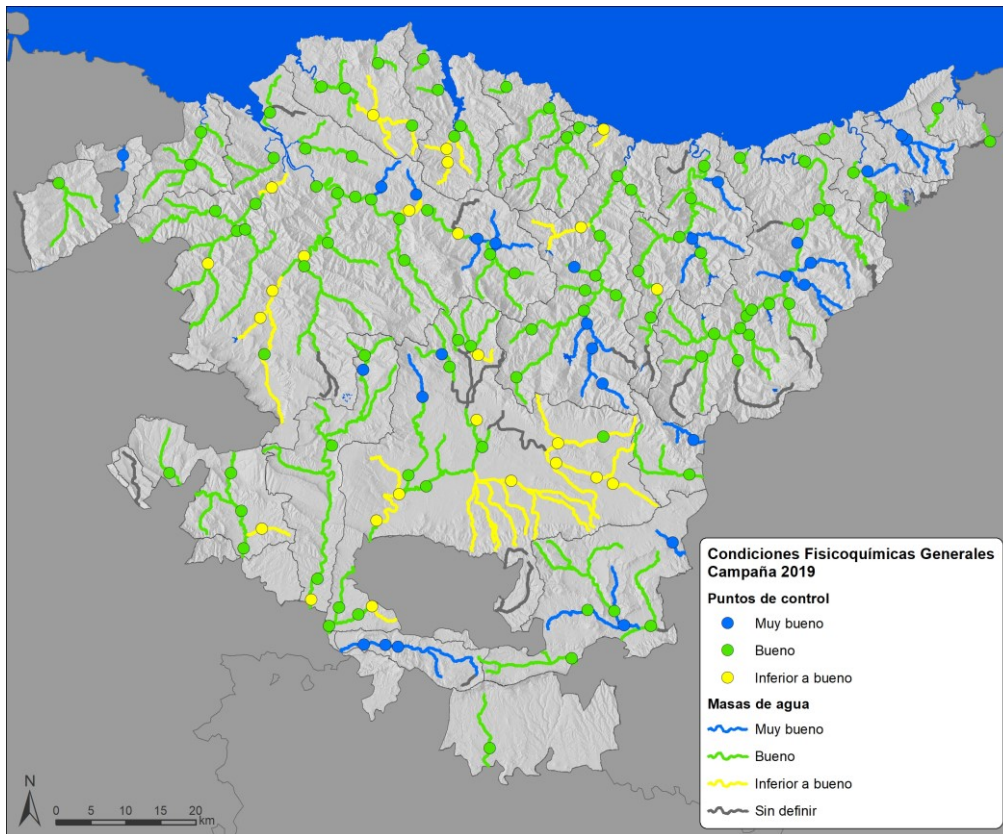 Condiciones Fisicoquímicas Generales
Campaña 2019
Puntos de control
Muy bueno
Bueno
Inferior a bueno
Masas de agua
Muy bueno
Bueno
Inferior a bueno
Sin definir
N
0 5 10 15 20
km